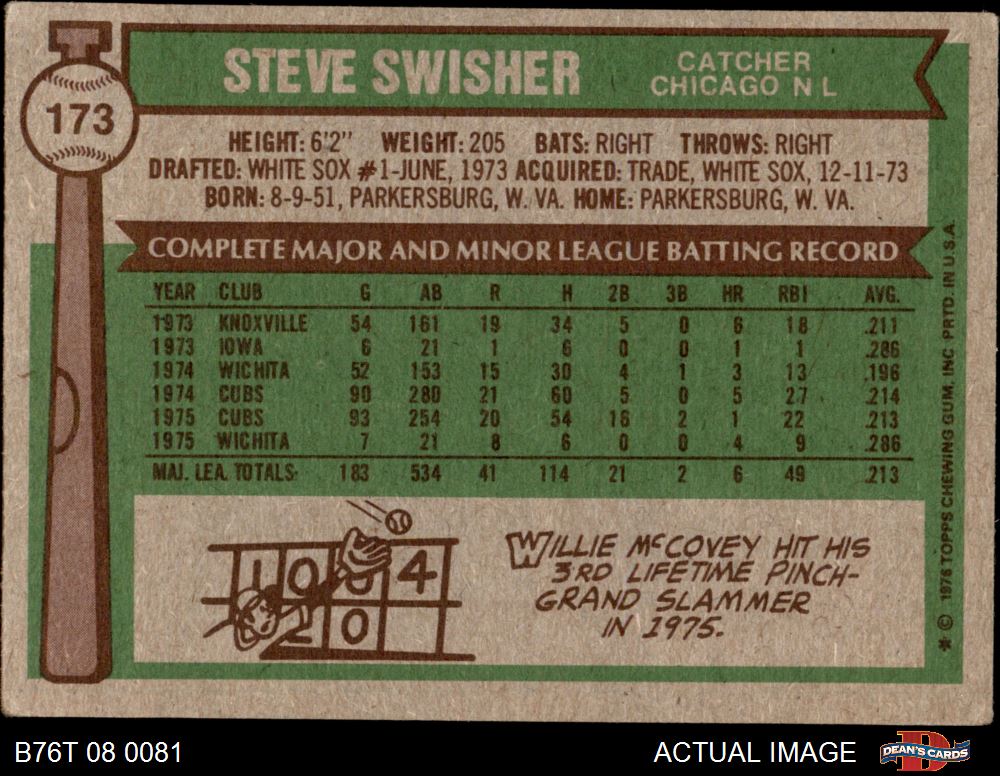 STEVE SWISHER
CATCHER
CHICAGO N L
173
HEIGHT: 6'2" WEIGHT: 205 BATS: RIGHT THROWS: RIGHT
DRAFTED: WHITE SOX #1-JUNE, 1973 ACQUIRED: TRADE, WHITE SOX, 12-11-73
BORN: 8-9-51, PARKERSBURG, W. VA. HOME: PARKERSBURG, W. VA.
COMPLETE MAJOR AND MINOR LEAGUE BATTING RECORD
YEAR CLUB G AB R H 2B 3B HR RBI AVG.
1973 KNOXVILLE 54 161 19 34 5 0 6 18 .211
1973 IOWA 6 21 1 6 0 0 1 1 .286
1974 WICHITA 52 153 15 30 4 1 3 13 .196
1974 CUBS 90 280 21 60 5 0 5 27 .214
1975 CUBS 93 254 20 54 16 2 1 22 .213
1975 WICHITA 7 21 8 6 0 0 4 9 .286
MAJ. LEA. TOTALS 183 534 41 114 21 2 6 49 .213
1 0 4
2 0
WILLIE McCOVEY HIT HIS
3RD LIFETIME PINCH-
GRAND SLAMMER
IN 1975.
* © 1976 TOPPS CHEWING GUM, INC. PRTD. IN U.S.A.
B76T 08 0081
ACTUAL IMAGE
D
DEAN'S CARDS